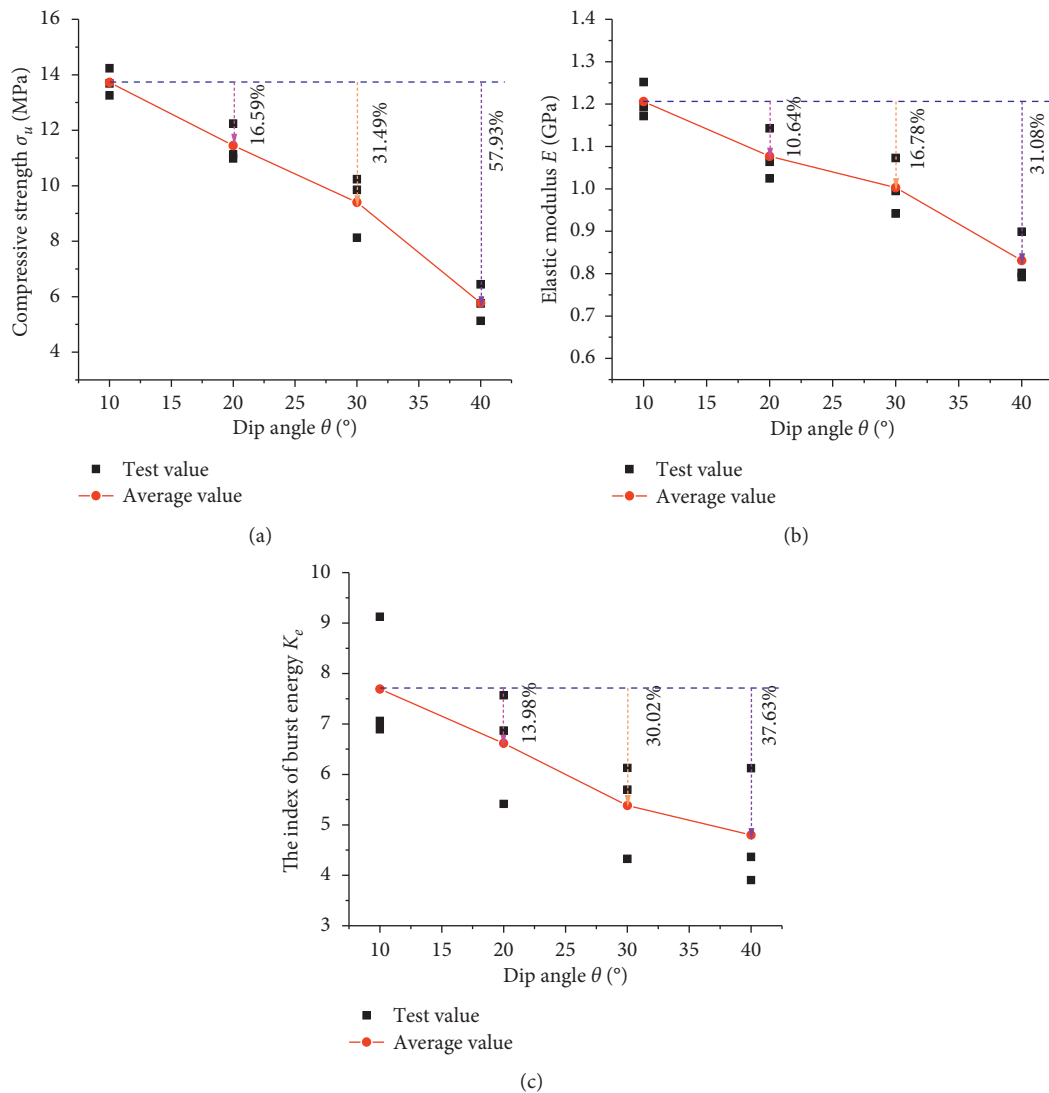 16
14
12
10
8
6
4
Compressive strength σu (MPa)
16.59%
31.49%
57.93%
10 15 20 25 30 35 40
Dip angle θ (°)
Test value
Average value
(a)
1.4
1.3
1.2
1.1
1.0
0.9
0.8
0.7
0.6
Elastic modulus E (GPa)
10.64%
16.78%
31.08%
10 15 20 25 30 35 40
Dip angle θ (°)
Test value
Average value
(b)
10
9
8
7
6
5
4
3
The index of burst energy Ke
13.98%
30.02%
37.63%
10 15 20 25 30 35 40
Dip angle θ (°)
Test value
Average value
(c)